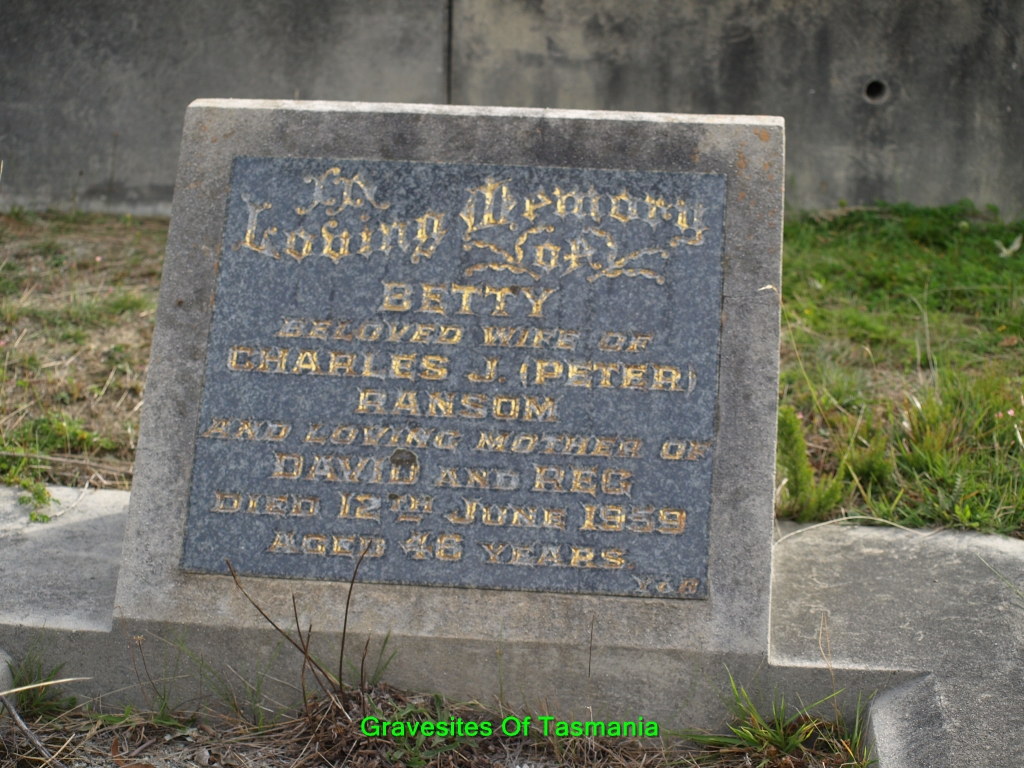 In
Loving Memory
of
BETTY
BELOVED WIFE OF
CHARLES J. (PETER)
RANSOM
AND LOVING MOTHER OF
DAVID AND REG
DIED 12TH JUNE 1959
AGED 46 YEARS.
Gravesites Of Tasmania